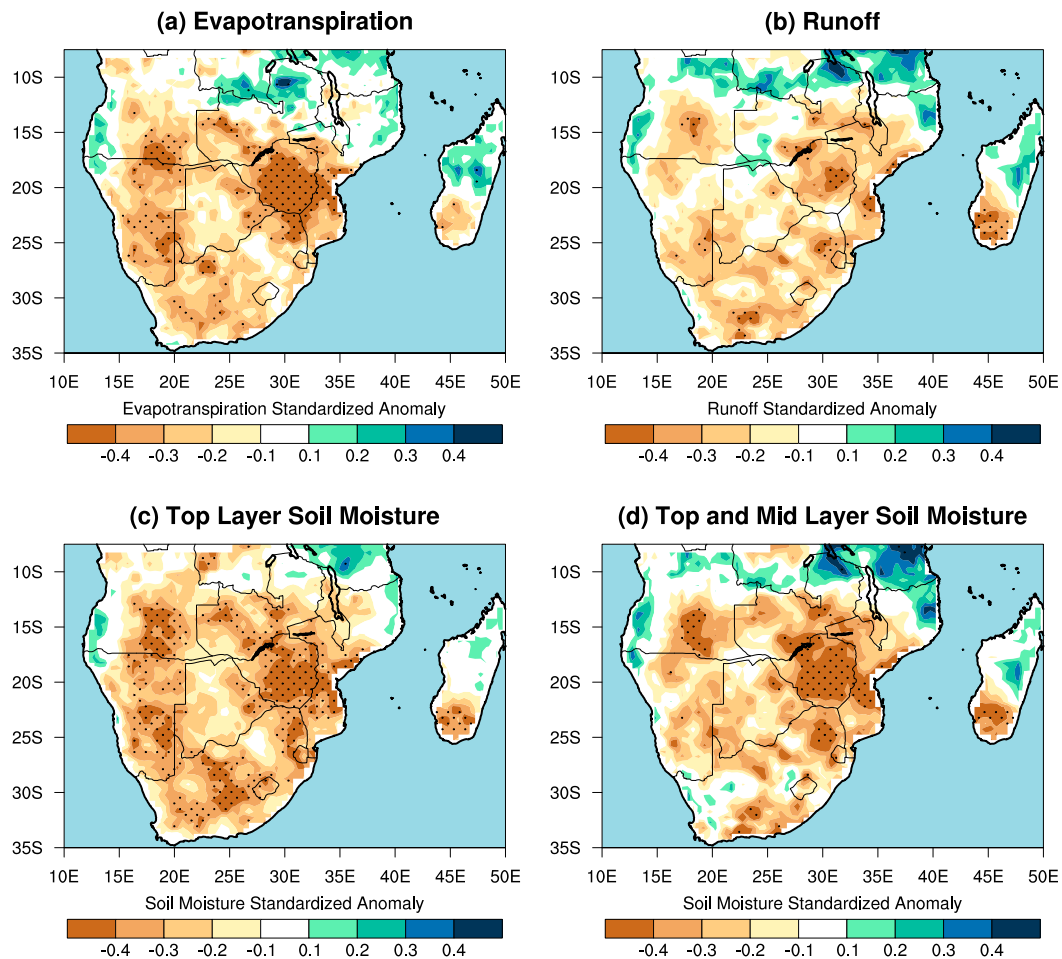 (a) Evapotranspiration
(b) Runoff
10S
15S
20S
25S
30S
35S
10E 15E 20E 25E 30E 35E 40E 45E 50E
Evapotranspiration Standardized Anomaly
-0.4 -0.3 -0.2 -0.1 0.1 0.2 0.3 0.4
10S
15S
20S
25S
30S
35S
10E 15E 20E 25E 30E 35E 40E 45E 50E
Runoff Standardized Anomaly
-0.4 -0.3 -0.2 -0.1 0.1 0.2 0.3 0.4
(c) Top Layer Soil Moisture
(d) Top and Mid Layer Soil Moisture
10S
15S
20S
25S
30S
35S
10E 15E 20E 25E 30E 35E 40E 45E 50E
Soil Moisture Standardized Anomaly
-0.4 -0.3 -0.2 -0.1 0.1 0.2 0.3 0.4
10S
15S
20S
25S
30S
35S
10E 15E 20E 25E 30E 35E 40E 45E 50E
Soil Moisture Standardized Anomaly
-0.4 -0.3 -0.2 -0.1 0.1 0.2 0.3 0.4